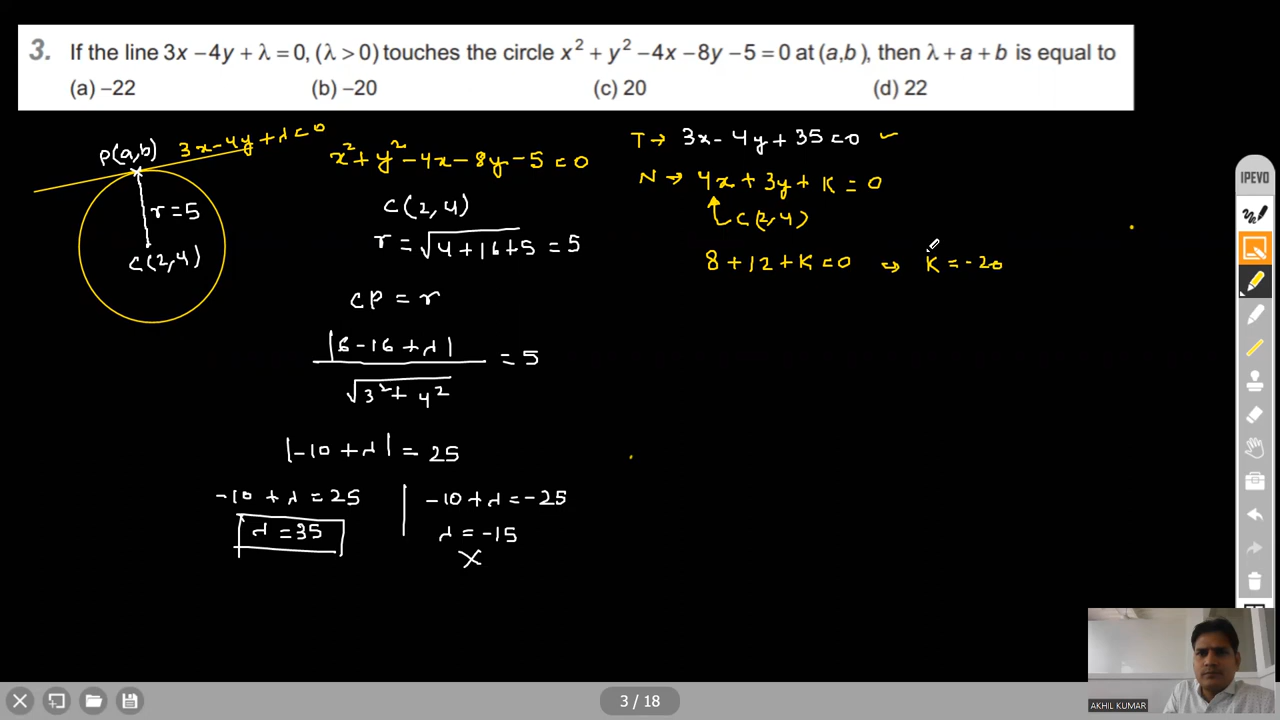 3. If the line 3x − 4y + λ = 0, (λ > 0) touches the circle x² + y² − 4x − 8y − 5 = 0 at (a,b), then λ + a + b is equal to
(a) −22 (b) −20 (c) 20 (d) 22
P(a,b)
3x - 4y + λ = 0
r = 5
C(2,4)
x² + y² - 4x - 8y - 5 = 0
C(2,4)
r = √4+16+5 = 5
CP = r
|6 - 16 + λ| / √3² + 4² = 5
|-10 + λ| = 25
-10 + λ = 25 | -10 + λ = -25
λ = 35 λ = -15
X
T → 3x - 4y + 35 = 0 ✓
N → 4x + 3y + K = 0
C(2,4)
8 + 12 + K = 0 ⇒ K = -20
IPEVO
3 / 18
AKHIL KUMAR